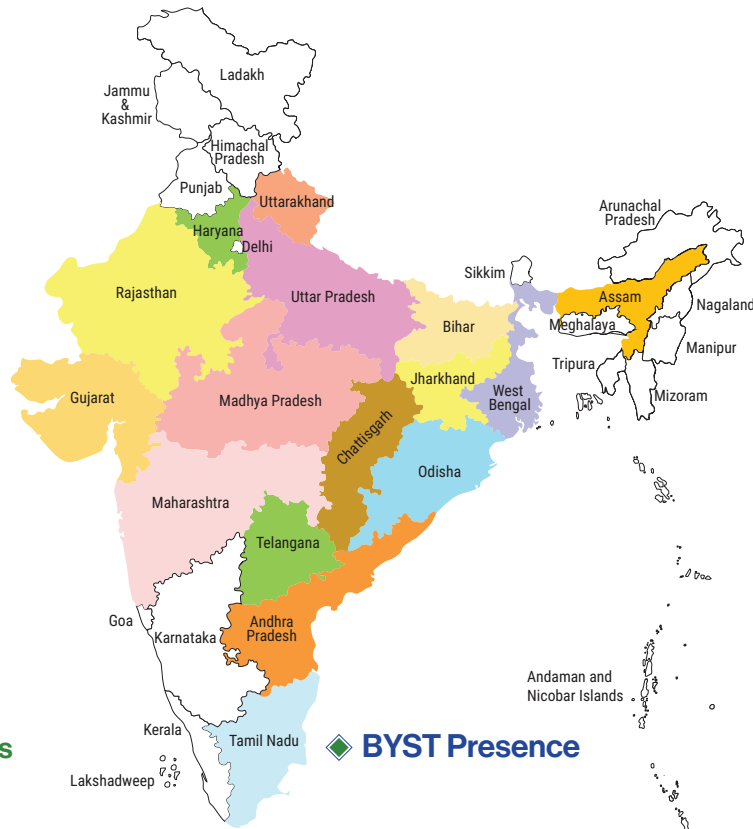 Ladakh
Jammu
&
Kashmir
Himachal
Pradesh
Punjab
Uttarakhand
Haryana
Delhi
Arunachal
Pradesh
Sikkim
Assam
Nagaland
Meghalaya
Manipur
Tripura
Mizoram
Rajasthan
Uttar Pradesh
Bihar
Jharkhand
West
Bengal
Gujarat
Madhya Pradesh
Chattisgarh
Odisha
Maharashtra
Telangana
Goa
Karnataka
Andhra
Pradesh
Andaman and
Nicobar Islands
Kerala
Tamil Nadu
Lakshadweep
s
BYST Presence